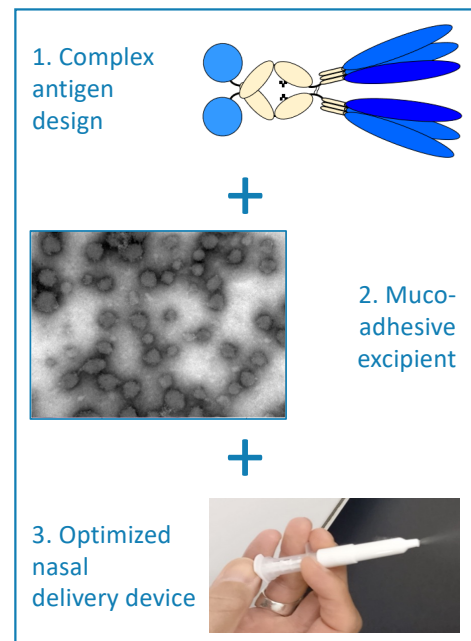 1. Complex
antigen
design
+
2. Muco-
adhesive
excipient
+
3. Optimized
nasal
delivery device